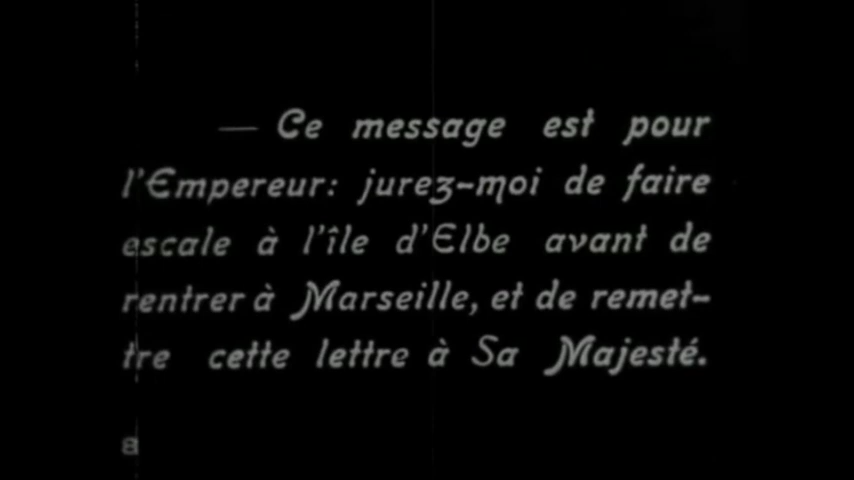 — Ce message est pour
l'Empereur: jurez-moi de faire
escale à l'île d'Elbe avant de
rentrer à Marseille, et de remet-
tre cette lettre à Sa Majesté.
a